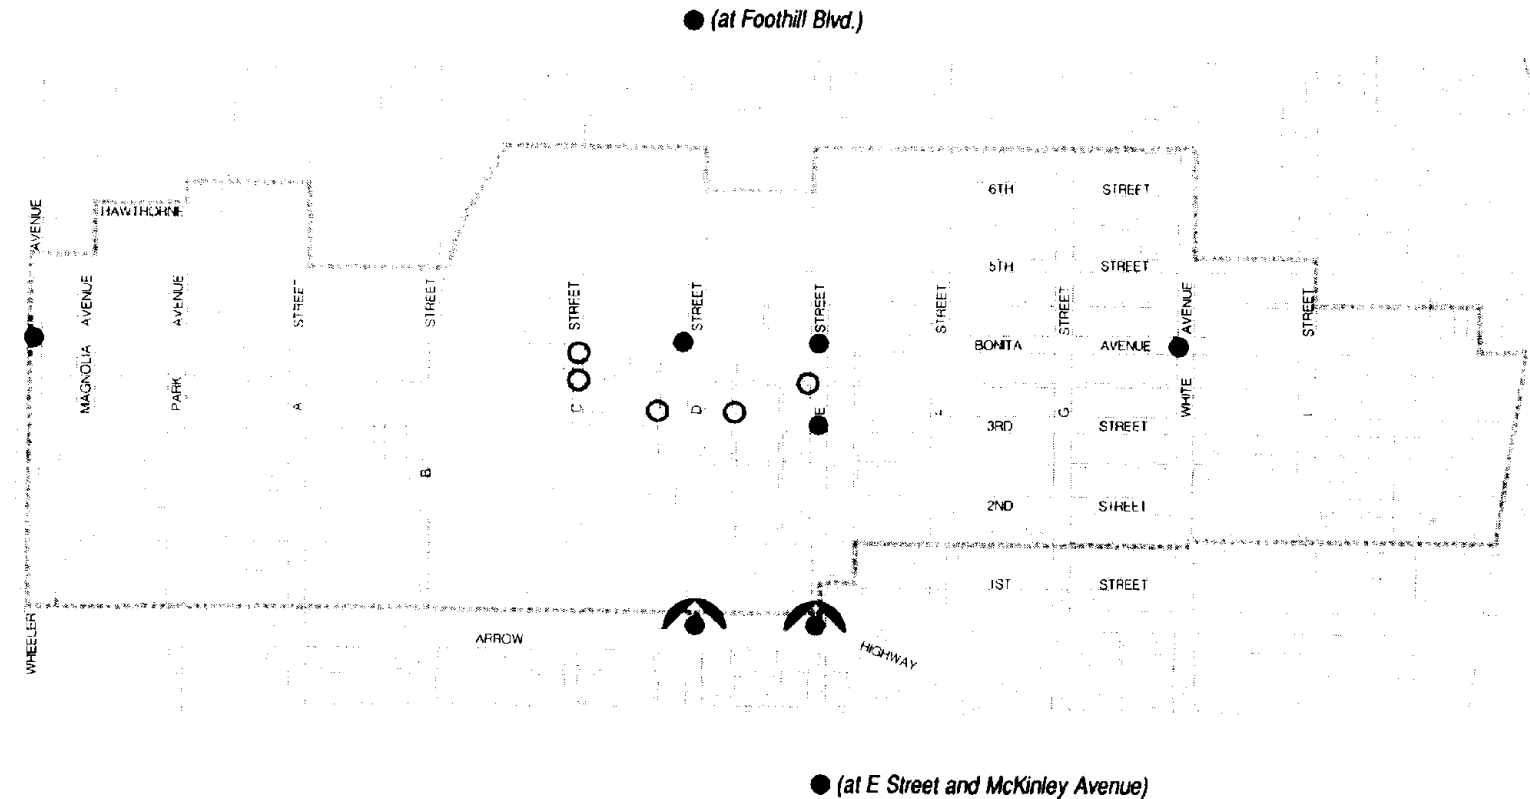 (at Foothill Blvd.)
6TH STREET
HAWTHORNE
AVENUE
5TH STREET
AVENUE
AVENUE
STREET
STREET
STREET
STREET
STREET
STREET
STREET
AVENUE
STREET
BONITA AVENUE
MAGNOLIA
PARK
A
C
D
E
G
WHITE
3RD STREET
B
2ND STREET
1ST STREET
WHEELER
ARROW
HIGHWAY
(at E Street and McKinley Avenue)